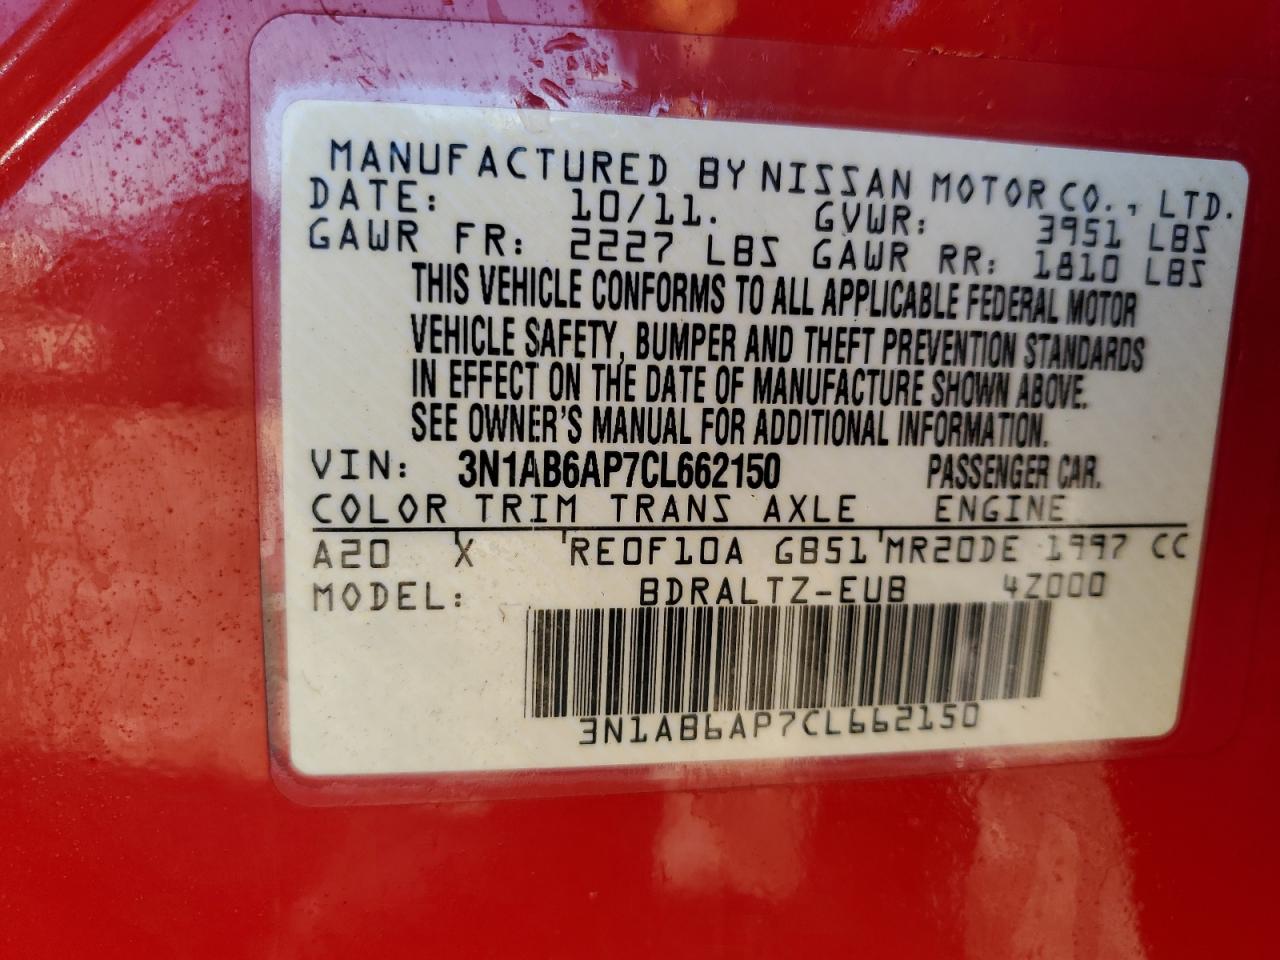 MANUFACTURED BY NISSAN MOTOR CO., LTD.
DATE: 10/11. GVWR: 3951 LBS
GAWR FR: 2227 LBS GAWR RR: 1810 LBS
THIS VEHICLE CONFORMS TO ALL APPLICABLE FEDERAL MOTOR
VEHICLE SAFETY, BUMPER AND THEFT PREVENTION STANDARDS
IN EFFECT ON THE DATE OF MANUFACTURE SHOWN ABOVE.
SEE OWNER'S MANUAL FOR ADDITIONAL INFORMATION.
VIN: 3N1AB6AP7CL662150 PASSENGER CAR.
COLOR TRIM TRANS AXLE ENGINE
A20 X RE0F10A GB51 MR20DE 1997 CC
MODEL: BDRALTZ-EUB 4Z000
3N1AB6AP7CL662150